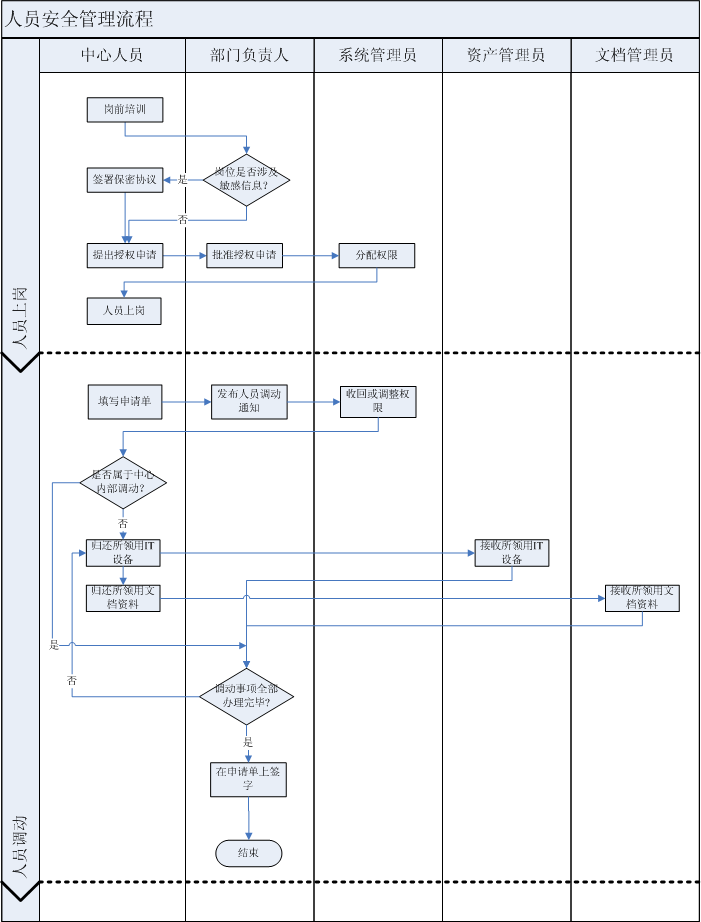 人员安全管理流程
中心人员
部门负责人
系统管理员
资产管理员
文档管理员
人员上岗
岗前培训
岗位是否涉及
敏感信息?
是
签署保密协议
否
提出授权申请
批准授权申请
分配权限
人员上岗
人员调动
填写申请单
发布人员调动
通知
收回或调整权
限
是否属于中心
内部调动?
否
归还所领用IT
设备
接收所领用IT
设备
归还所领用文
档资料
接收所领用文
档资料
是
否
调动事项全部
办理完毕?
是
在申请单上签
字
结束